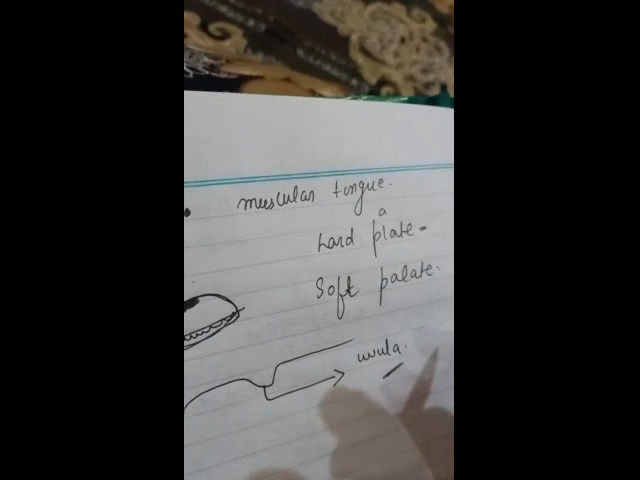 muscular tongue.
a
hard plate-
soft palate.
uvula.